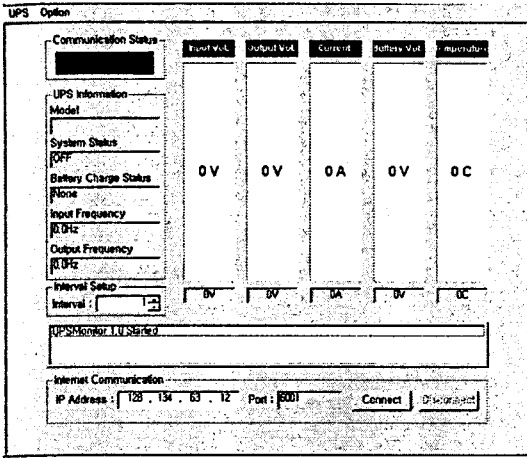 UPS Option
Communication Status
Input Vol. Output Vol. Current Battery Vol. Temperature
UPS Information
Model
System Status
OFF
Battery Charge Status
None
Input Frequency
0.0Hz
Output Frequency
0.0Hz
0 V 0 V 0 A 0 V 0 C
Interval Setup
Interval : 1
0V 0V 0A 0V 0C
UPSMonitor 1.0 Started
Internet Communication
IP Address : 128 . 134 . 63 . 12 Port : 6001 Connect Disconnect